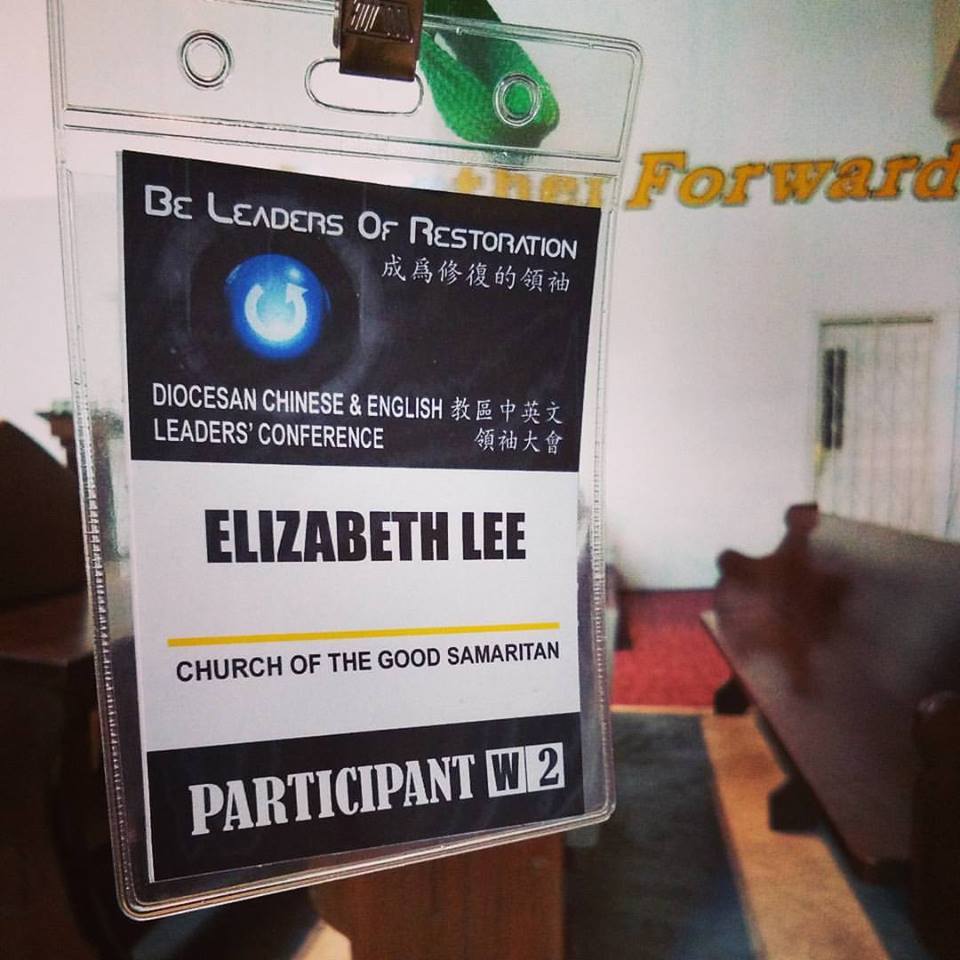 Be Leaders Of Restoration
成爲修復的領袖
DIOCESAN CHINESE & ENGLISH
LEADERS' CONFERENCE
教區中英文
領袖大會
ELIZABETH LEE
CHURCH OF THE GOOD SAMARITAN
PARTICIPANT W2
Forward